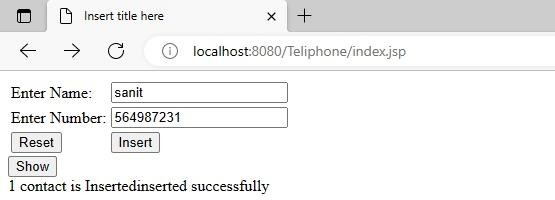 Insert title here
localhost:8080/Teliphone/index.jsp
Enter Name: sanit
Enter Number: 564987231
Reset Insert
Show
1 contact is Insertedinserted successfully